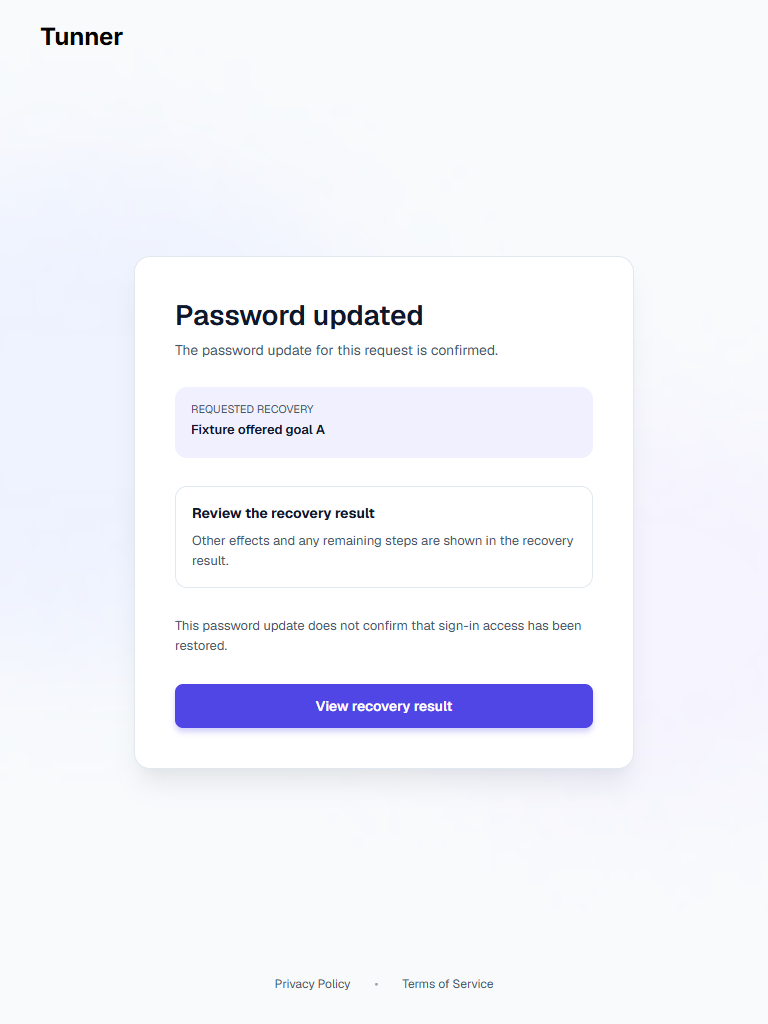 Tunner
Password updated
The password update for this request is confirmed.
REQUESTED RECOVERY
Fixture offered goal A
Review the recovery result
Other effects and any remaining steps are shown in the recovery
result.
This password update does not confirm that sign-in access has been
restored.
View recovery result
Privacy Policy • Terms of Service